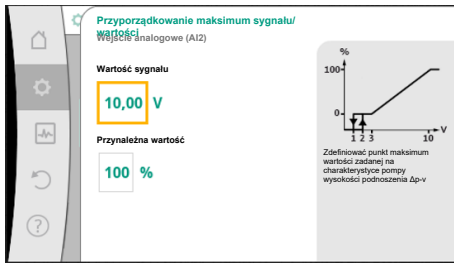 Przyporządkowanie maksimum sygnału/
wartości
Wejście analogowe (AI2)
Wartość sygnału
10,00 V
Przynależna wartość
100 %
%
100
0
1 2 3 10 V
Zdefiniować punkt maksimum
wartości zadanej na
charakterystyce pompy
wysokości podnoszenia Δp-v